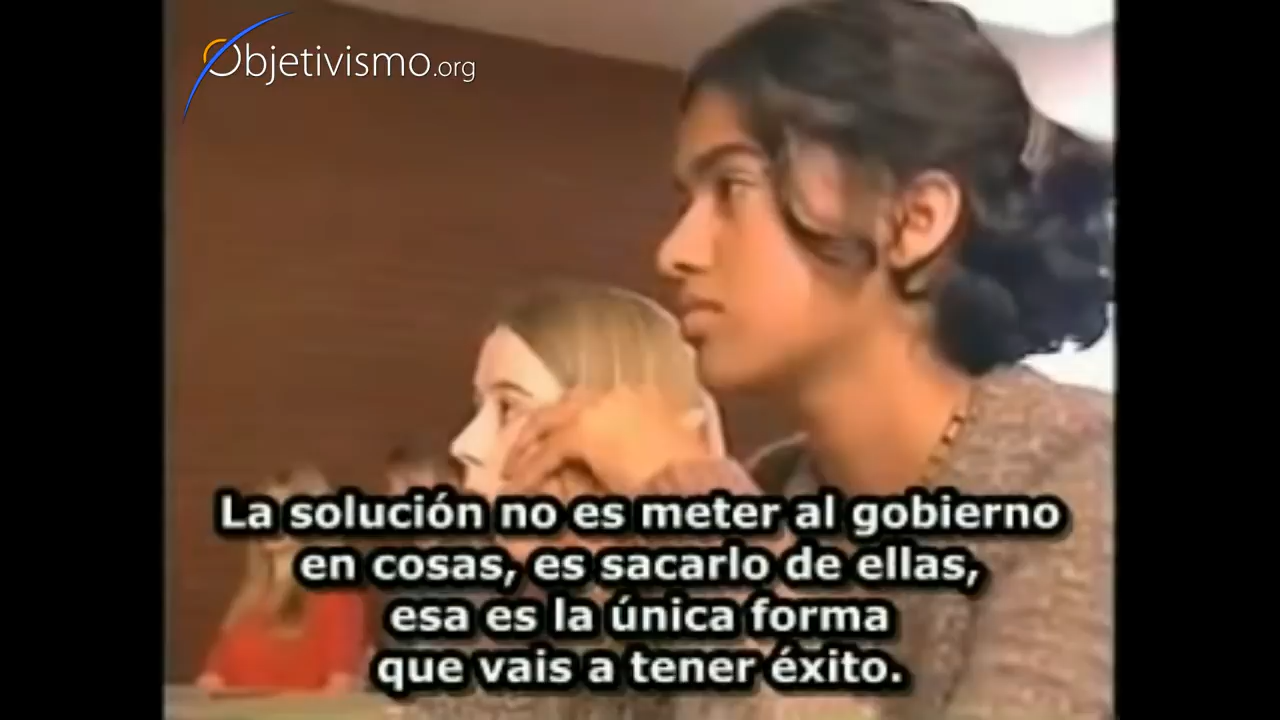 Objetivismo.org
La solución no es meter al gobierno
en cosas, es sacarlo de ellas,
esa es la única forma
que vais a tener éxito.